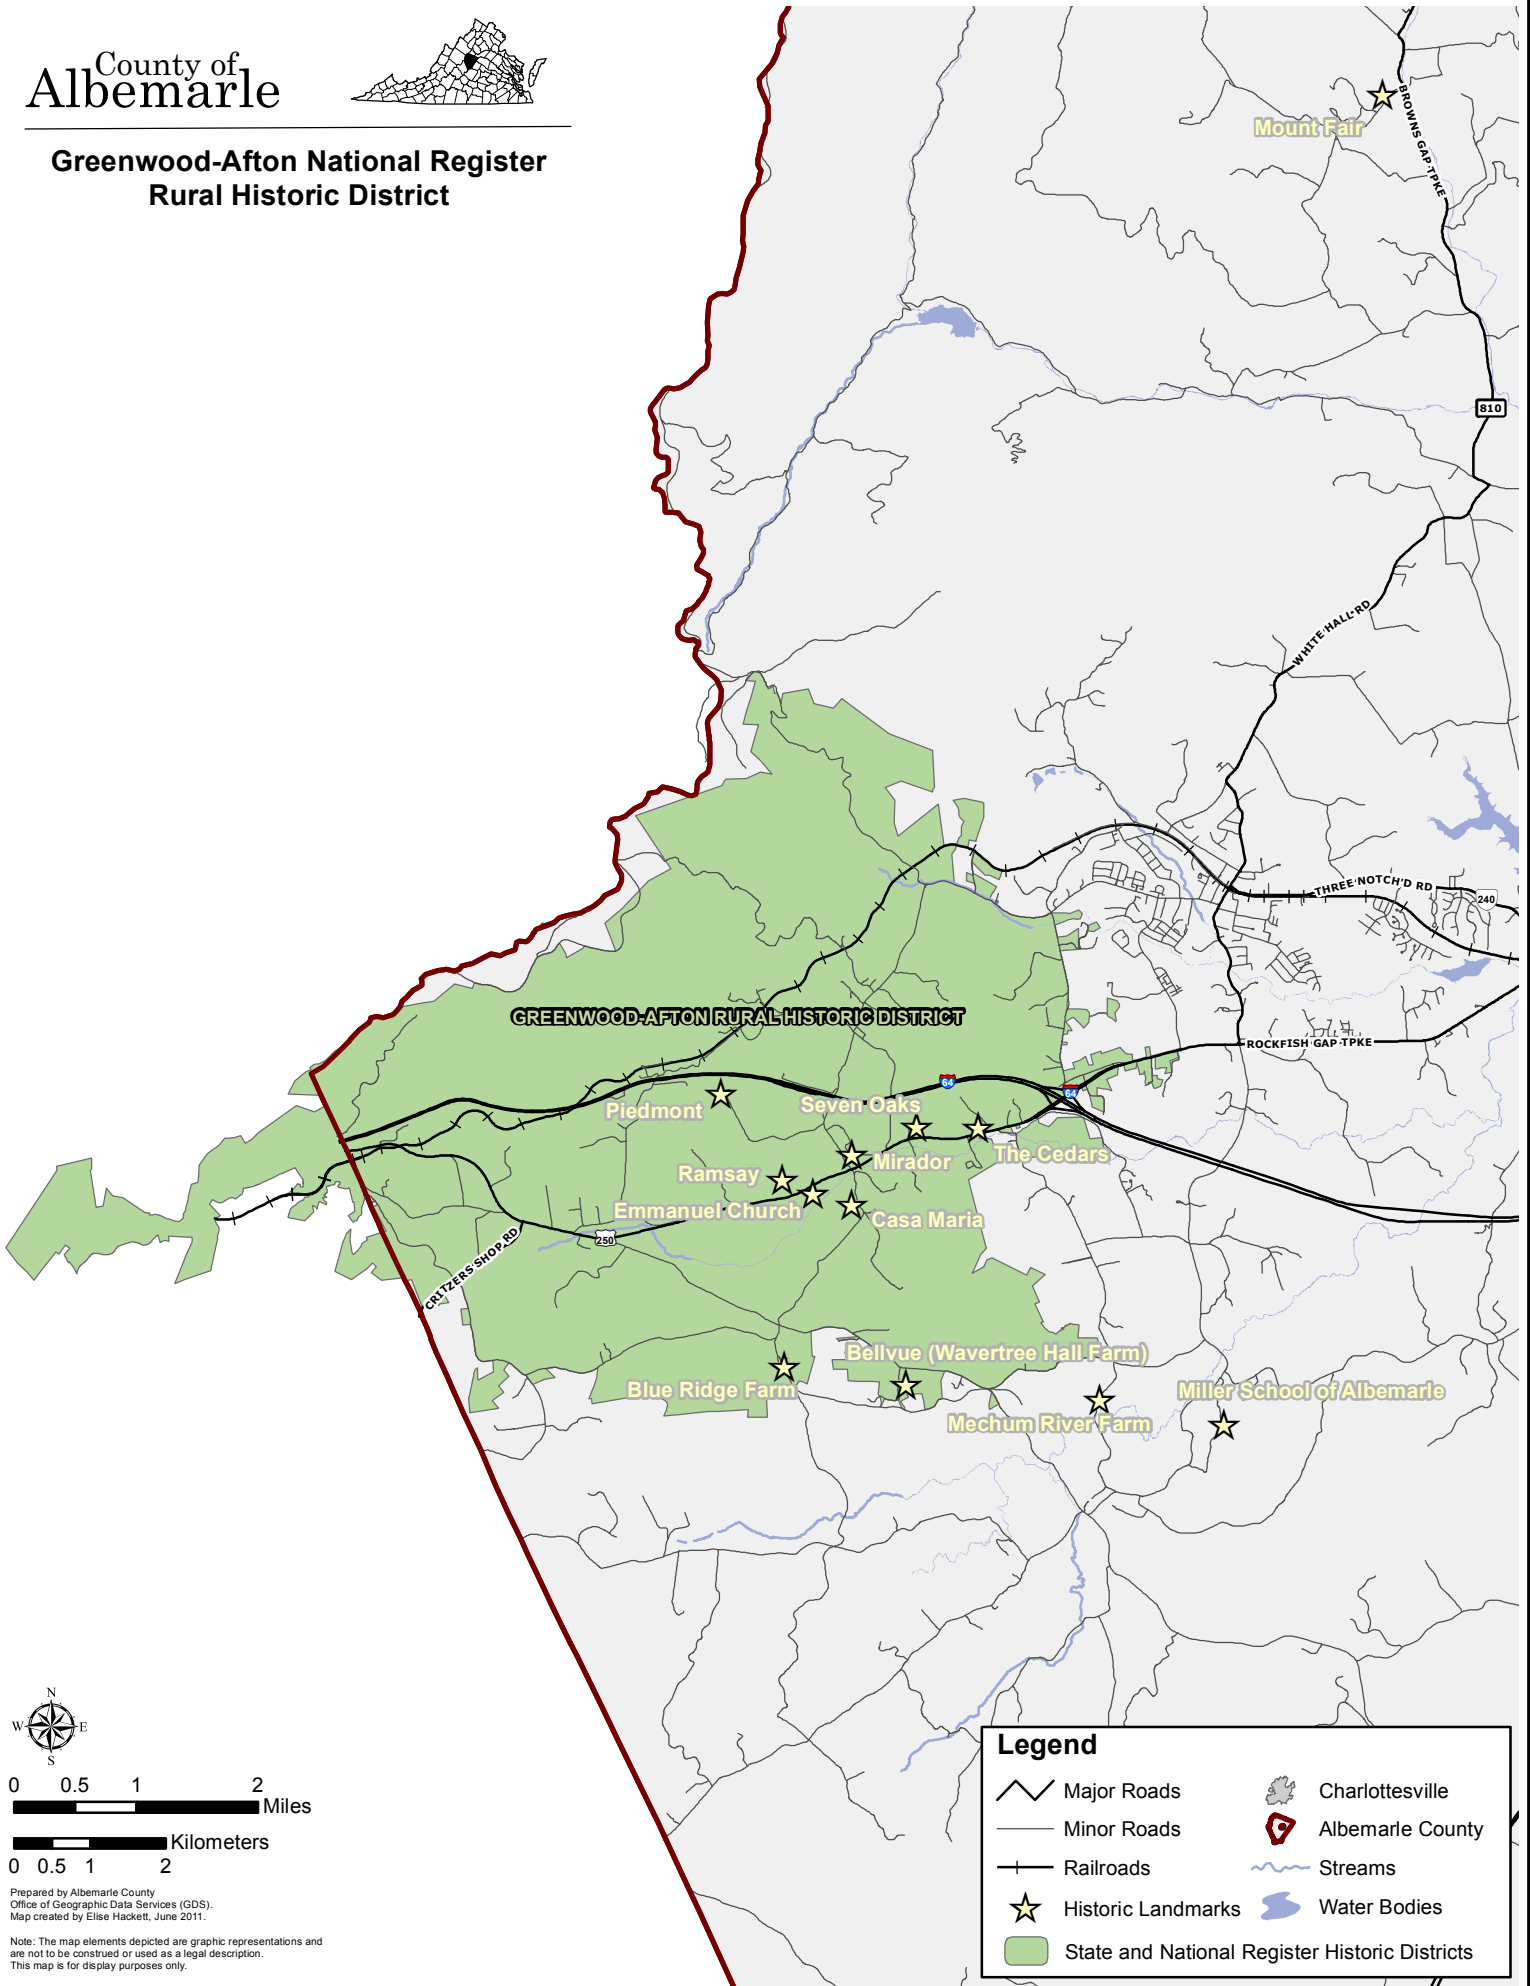 County of
Albemarle
Greenwood-Afton National Register
Rural Historic District
Mount Fair
BROWNS GAP TPKE
810
WHITE HALL RD
THREE NOTCH'D RD
240
GREENWOOD-AFTON RURAL HISTORIC DISTRICT
ROCKFISH GAP TPKE
64
64
Piedmont
Seven Oaks
The Cedars
Mirador
Ramsay
Emmanuel Church
Casa Maria
250
CRITZERS SHOP RD
Bellvue (Wavertree Hall Farm)
Blue Ridge Farm
Miller School of Albemarle
Mechum River Farm
N
W
E
S
0 0.5 1 2
Miles
Kilometers
0 0.5 1 2
Prepared by Albemarle County
Office of Geographic Data Services (GDS).
Map created by Elise Hackett, June 2011.
Note: The map elements depicted are graphic representations and
are not to be construed or used as a legal description.
This map is for display purposes only.
Legend
Major Roads
Minor Roads
Railroads
Historic Landmarks
State and National Register Historic Districts
Charlottesville
Albemarle County
Streams
Water Bodies